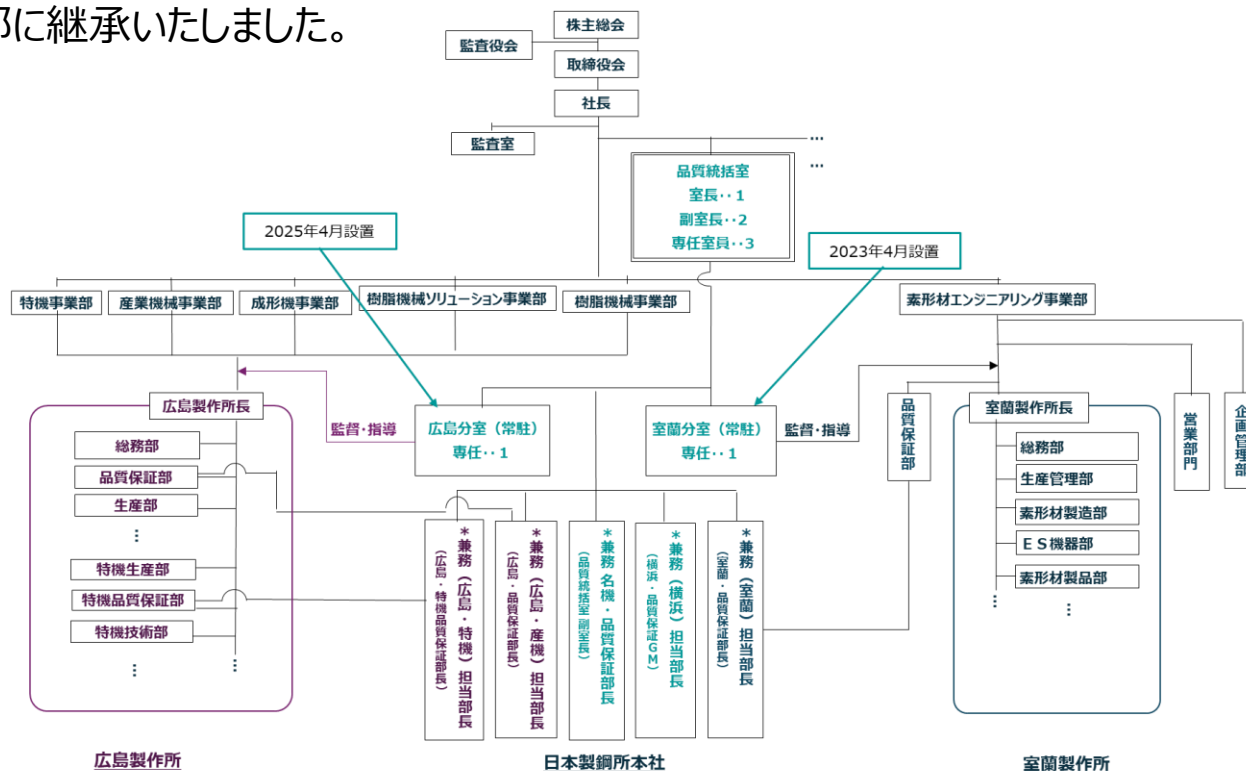 部に継承いたしました。
株主総会
監査役会
取締役会
社長
監査室
…
…
品質統括室
室長‥1
副室長‥2
専任室員‥3
2025年4月設置
2023年4月設置
特機事業部
産業機械事業部
成形機事業部
樹脂機械ソリューション事業部
樹脂機械事業部
素形材エンジニアリング事業部
広島製作所長
総務部
品質保証部
生産部
…
特機生産部
特機品質保証部
特機技術部
…
…
監督・指導
広島分室（常駐）
専任‥1
室蘭分室（常駐）
専任‥1
監督・指導
品質保証部
室蘭製作所長
総務部
生産管理部
素形材製造部
ＥＳ機器部
素形材製品部
…
…
営業部門
企画管理部
＊兼務（広島・特機）担当部長
（広島・特機品質保証部長）
＊兼務（広島・産機）担当部長
（広島・品質保証部長）
＊兼務 名機・品質保証部長
（品質統括室 副室長）
＊兼務（横浜）担当部長
（横浜・品質保証GM）
＊兼務（室蘭）担当部長
（室蘭・品質保証部長）
広島製作所
日本製鋼所本社
室蘭製作所